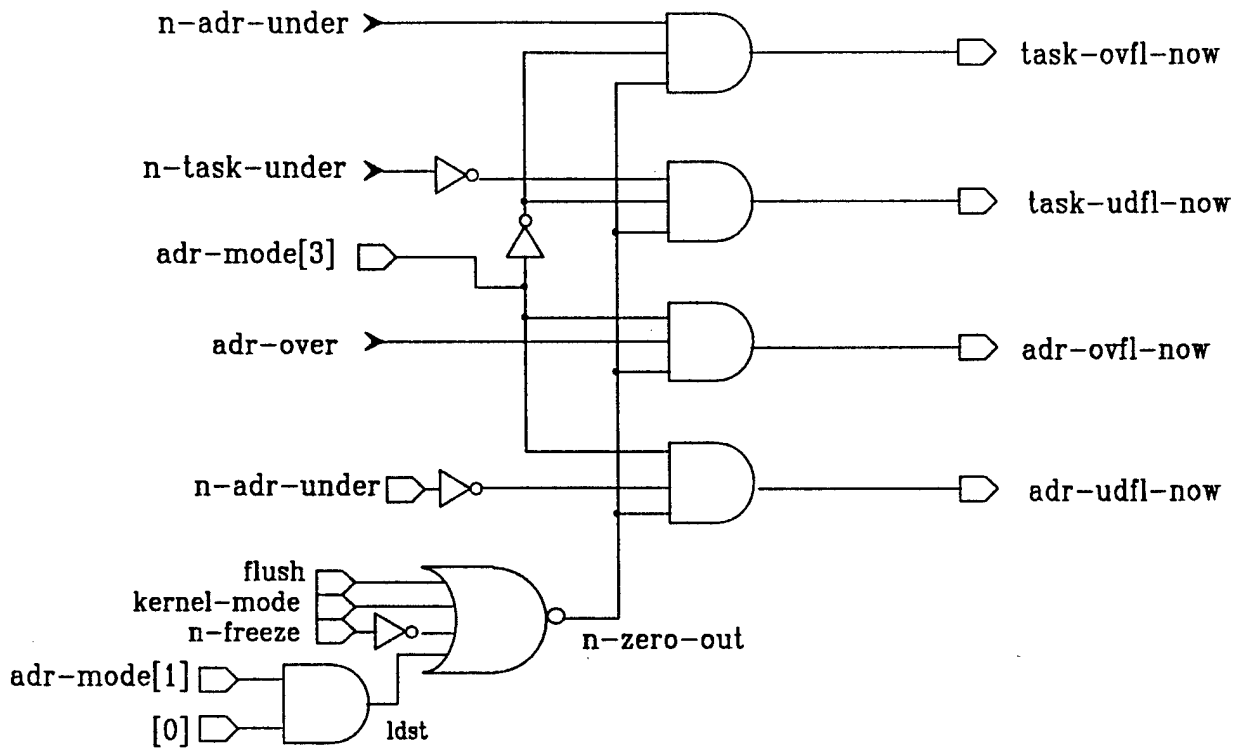 n-adr-under
task-ovfl-now
n-task-under
task-udfl-now
adr-mode[3]
adr-over
adr-ovfl-now
n-adr-under
adr-udfl-now
flush
kernel-mode
n-freeze
n-zero-out
adr-mode[1]
[0]
ldst